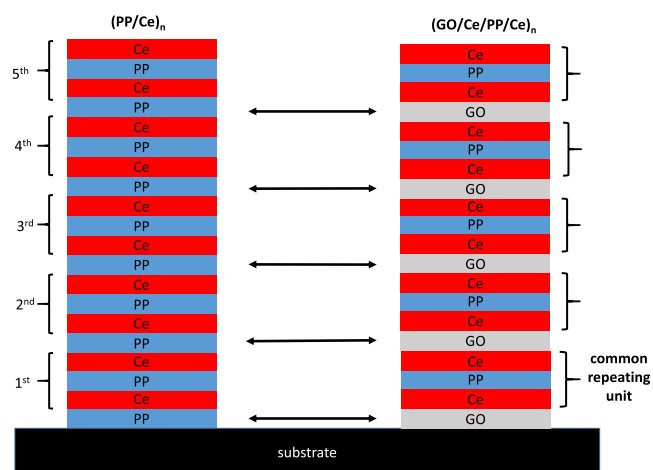 (PP/Ce)n
(GO/Ce/PP/Ce)n
5th
4th
3rd
2nd
1st
Ce
PP
Ce
PP
Ce
PP
Ce
PP
Ce
PP
Ce
PP
Ce
PP
Ce
PP
Ce
PP
Ce
PP
Ce
PP
Ce
GO
Ce
PP
Ce
GO
Ce
PP
Ce
GO
Ce
PP
Ce
GO
Ce
PP
Ce
GO
common
repeating
unit
substrate